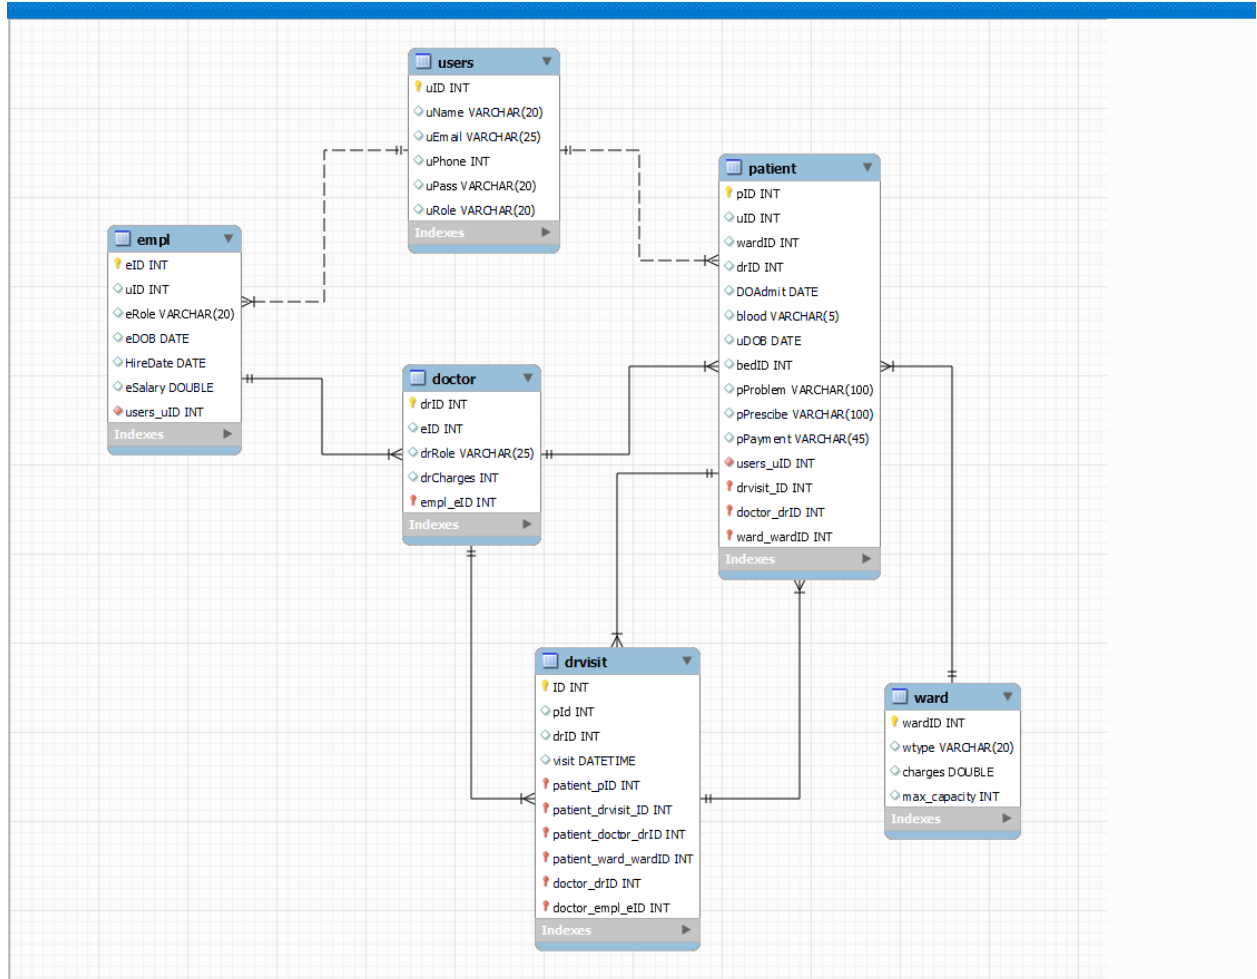 users
uID INT
uName VARCHAR(20)
uEmail VARCHAR(25)
uPhone INT
uPass VARCHAR(20)
uRole VARCHAR(20)
Indexes
patient
pID INT
uID INT
wardID INT
drID INT
DOAdmit DATE
blood VARCHAR(5)
uDOB DATE
bedID INT
pProblem VARCHAR(100)
pPrescibe VARCHAR(100)
pPayment VARCHAR(45)
users_uID INT
drvisit_ID INT
doctor_drID INT
ward_wardID INT
Indexes
empl
eID INT
uID INT
eRole VARCHAR(20)
eDOB DATE
HireDate DATE
eSalary DOUBLE
users_uID INT
Indexes
doctor
drID INT
eID INT
drRole VARCHAR(25)
drCharges INT
empl_eID INT
Indexes
drvisit
ID INT
pId INT
drID INT
visit DATETIME
patient_pID INT
patient_drvisit_ID INT
patient_doctor_drID INT
patient_ward_wardID INT
doctor_drID INT
doctor_empl_eID INT
Indexes
ward
wardID INT
wtype VARCHAR(20)
charges DOUBLE
max_capacity INT
Indexes